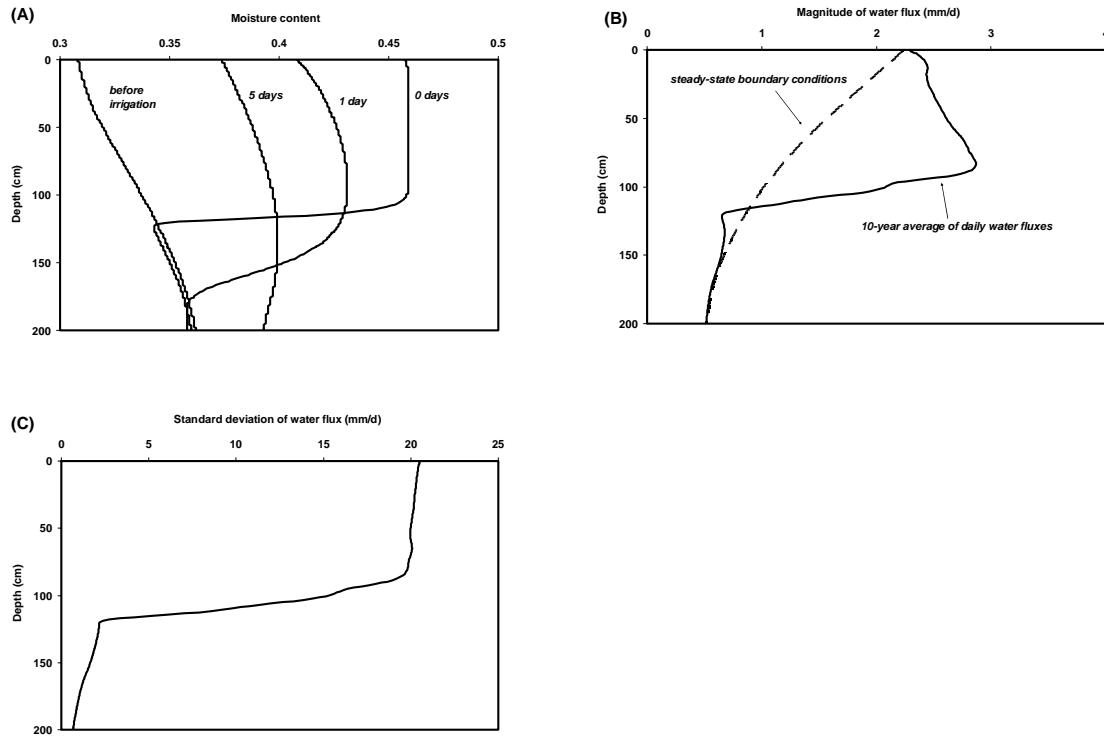 (A)
Moisture content
0.3 0.35 0.4 0.45 0.5
0
50
100
150
200
Depth (cm)
before
irrigation
5 days
1 day
0 days
(B)
Magnitude of water flux (mm/d)
0 1 2 3 4
0
50
100
150
200
Depth (cm)
steady-state boundary conditions
10-year average of daily water fluxes
(C)
Standard deviation of water flux (mm/d)
0 5 10 15 20 25
0
50
100
150
200
Depth (cm)